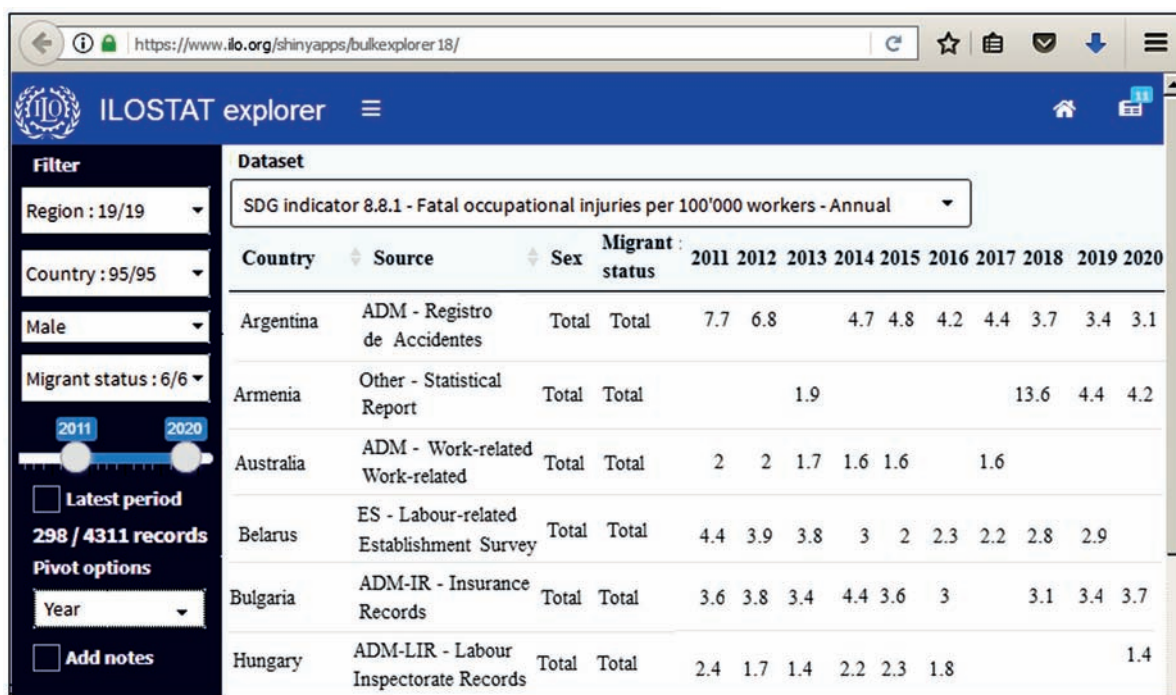 https://www.ilo.org/shinyapps/bulkexplorer18/
ILO
ILOSTAT explorer
11
Filter
Region : 19/19
Country : 95/95
Male
Migrant status : 6/6
2011 2020
Latest period
298 / 4311 records
Pivot options
Year
Add notes
Dataset
SDG indicator 8.8.1 - Fatal occupational injuries per 100'000 workers - Annual
Country Source Sex Migrant status 2011 2012 2013 2014 2015 2016 2017 2018 2019 2020
Argentina ADM - Registro de Accidentes Total Total 7.7 6.8 4.7 4.8 4.2 4.4 3.7 3.4 3.1
Armenia Other - Statistical Report Total Total 1.9 13.6 4.4 4.2
Australia ADM - Work-related Work-related Total Total 2 2 1.7 1.6 1.6 1.6
Belarus ES - Labour-related Establishment Survey Total Total 4.4 3.9 3.8 3 2 2.3 2.2 2.8 2.9
Bulgaria ADM-IR - Insurance Records Total Total 3.6 3.8 3.4 4.4 3.6 3 3.1 3.4 3.7
Hungary ADM-LIR - Labour Inspectorate Records Total Total 2.4 1.7 1.4 2.2 2.3 1.8 1.4